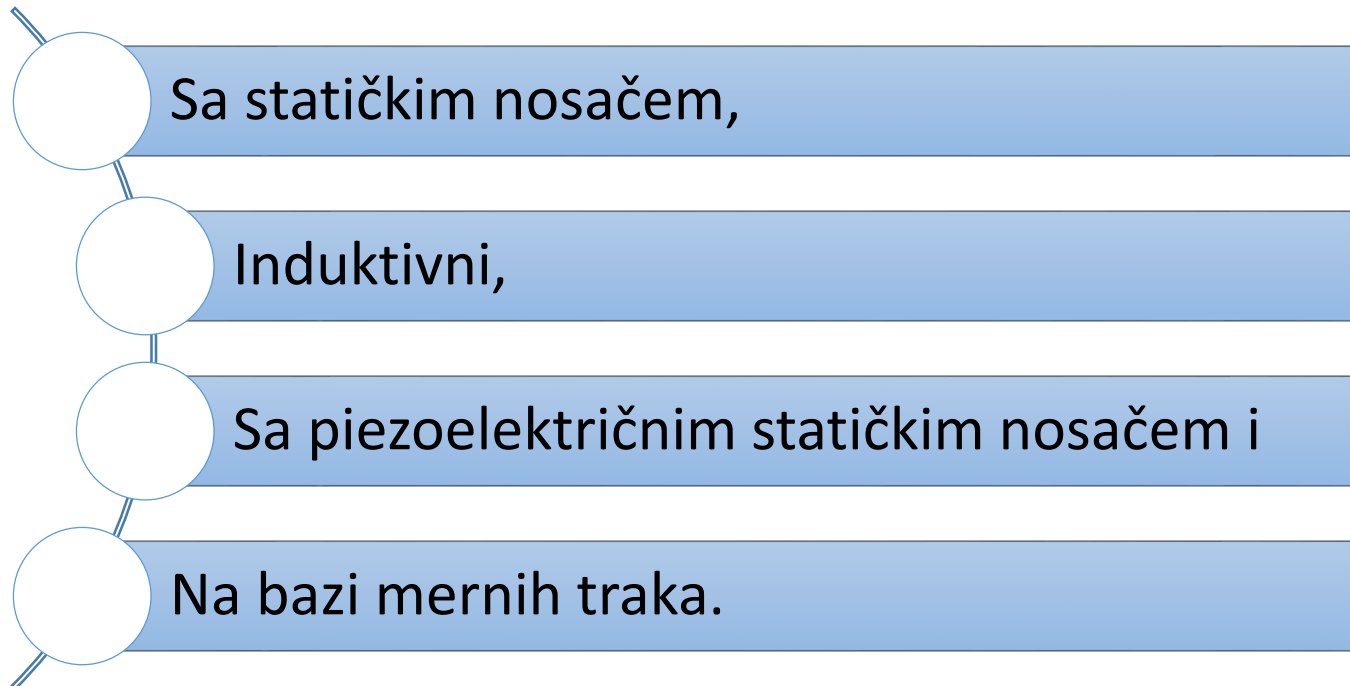 Sa statičkim nosačem,
Induktivni,
Sa piezoelektričnim statičkim nosačem i
Na bazi mernih traka.